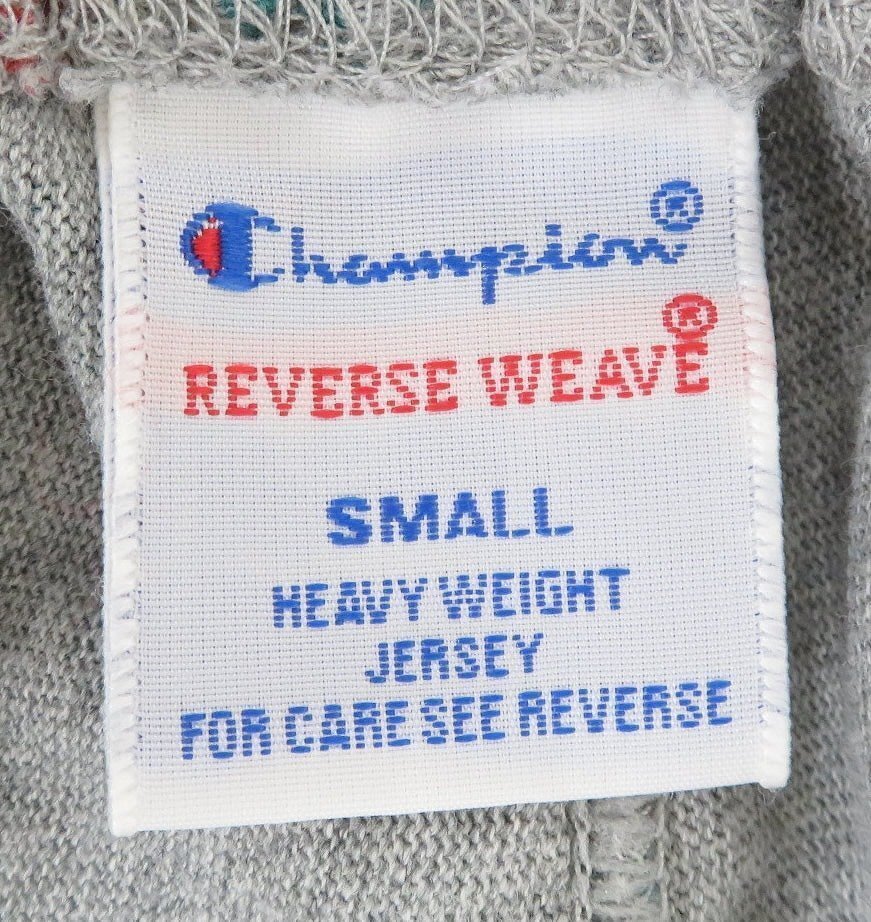 Champion®
REVERSE WEAVE®
SMALL
HEAVY WEIGHT
JERSEY
FOR CARE SEE REVERSE